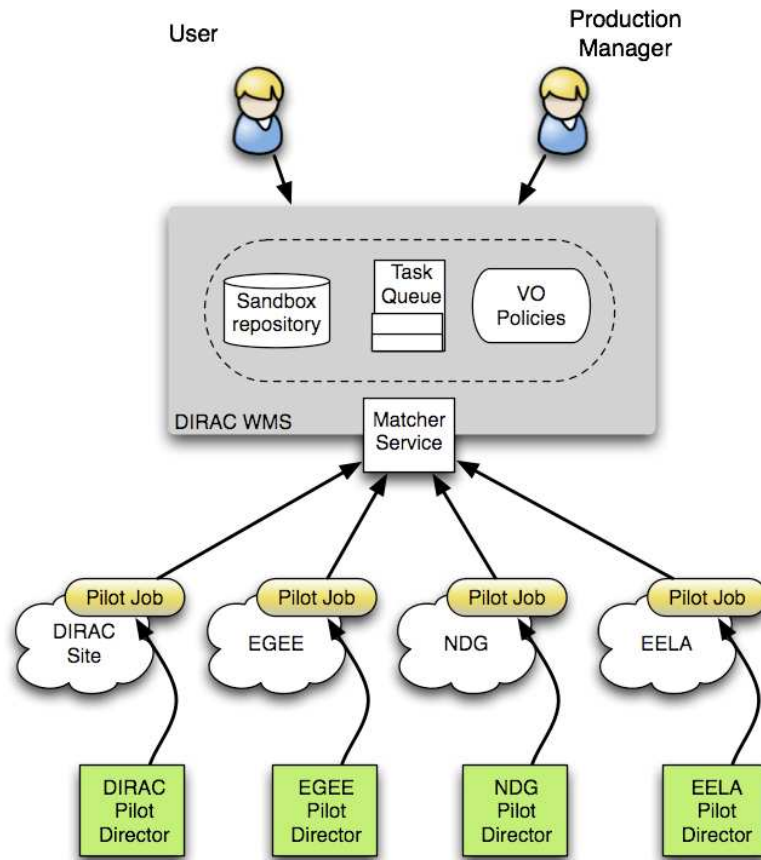 User
Production
Manager
Sandbox
repository
Task
Queue
VO
Policies
DIRAC WMS
Matcher
Service
Pilot Job
DIRAC
Site
Pilot Job
EGEE
Pilot Job
NDG
Pilot Job
EELA
DIRAC
Pilot
Director
EGEE
Pilot
Director
NDG
Pilot
Director
EELA
Pilot
Director